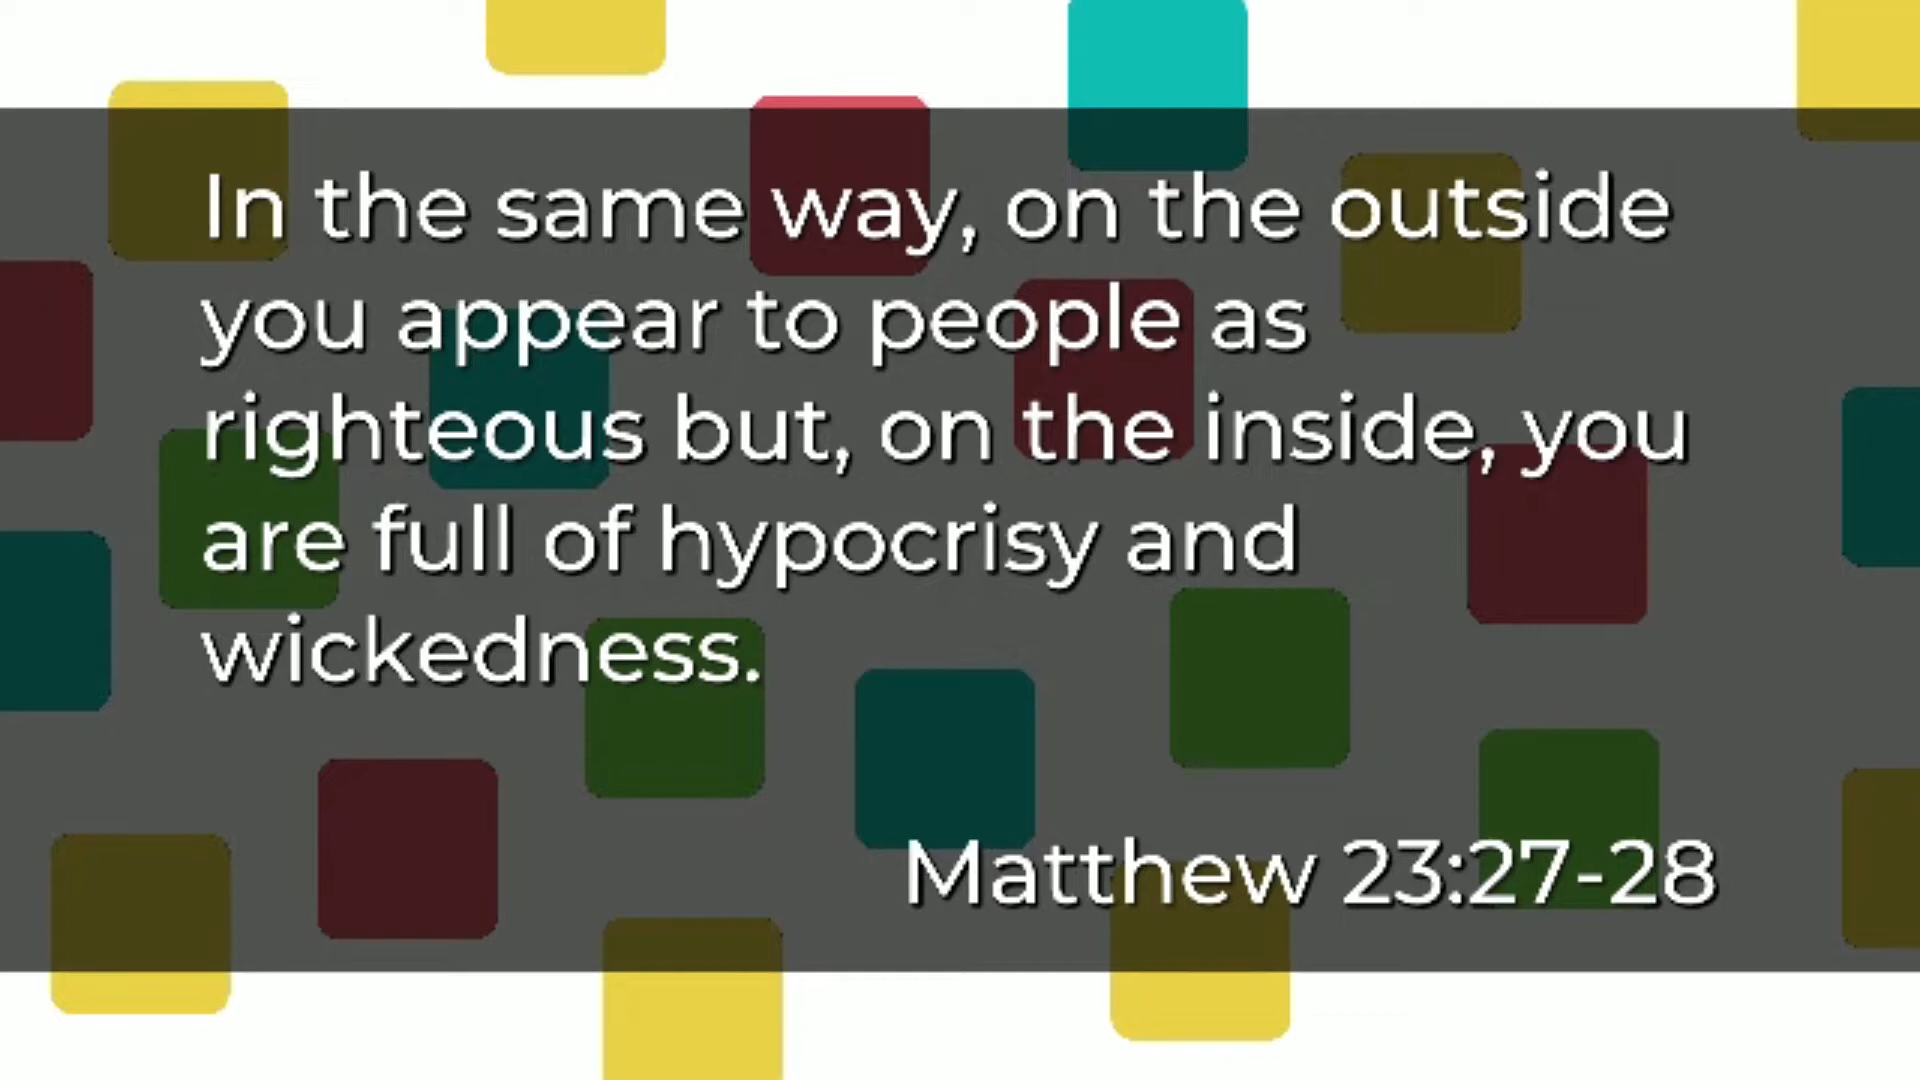 In the same way, on the outside
you appear to people as
righteous but, on the inside, you
are full of hypocrisy and
wickedness.
Matthew 23:27-28